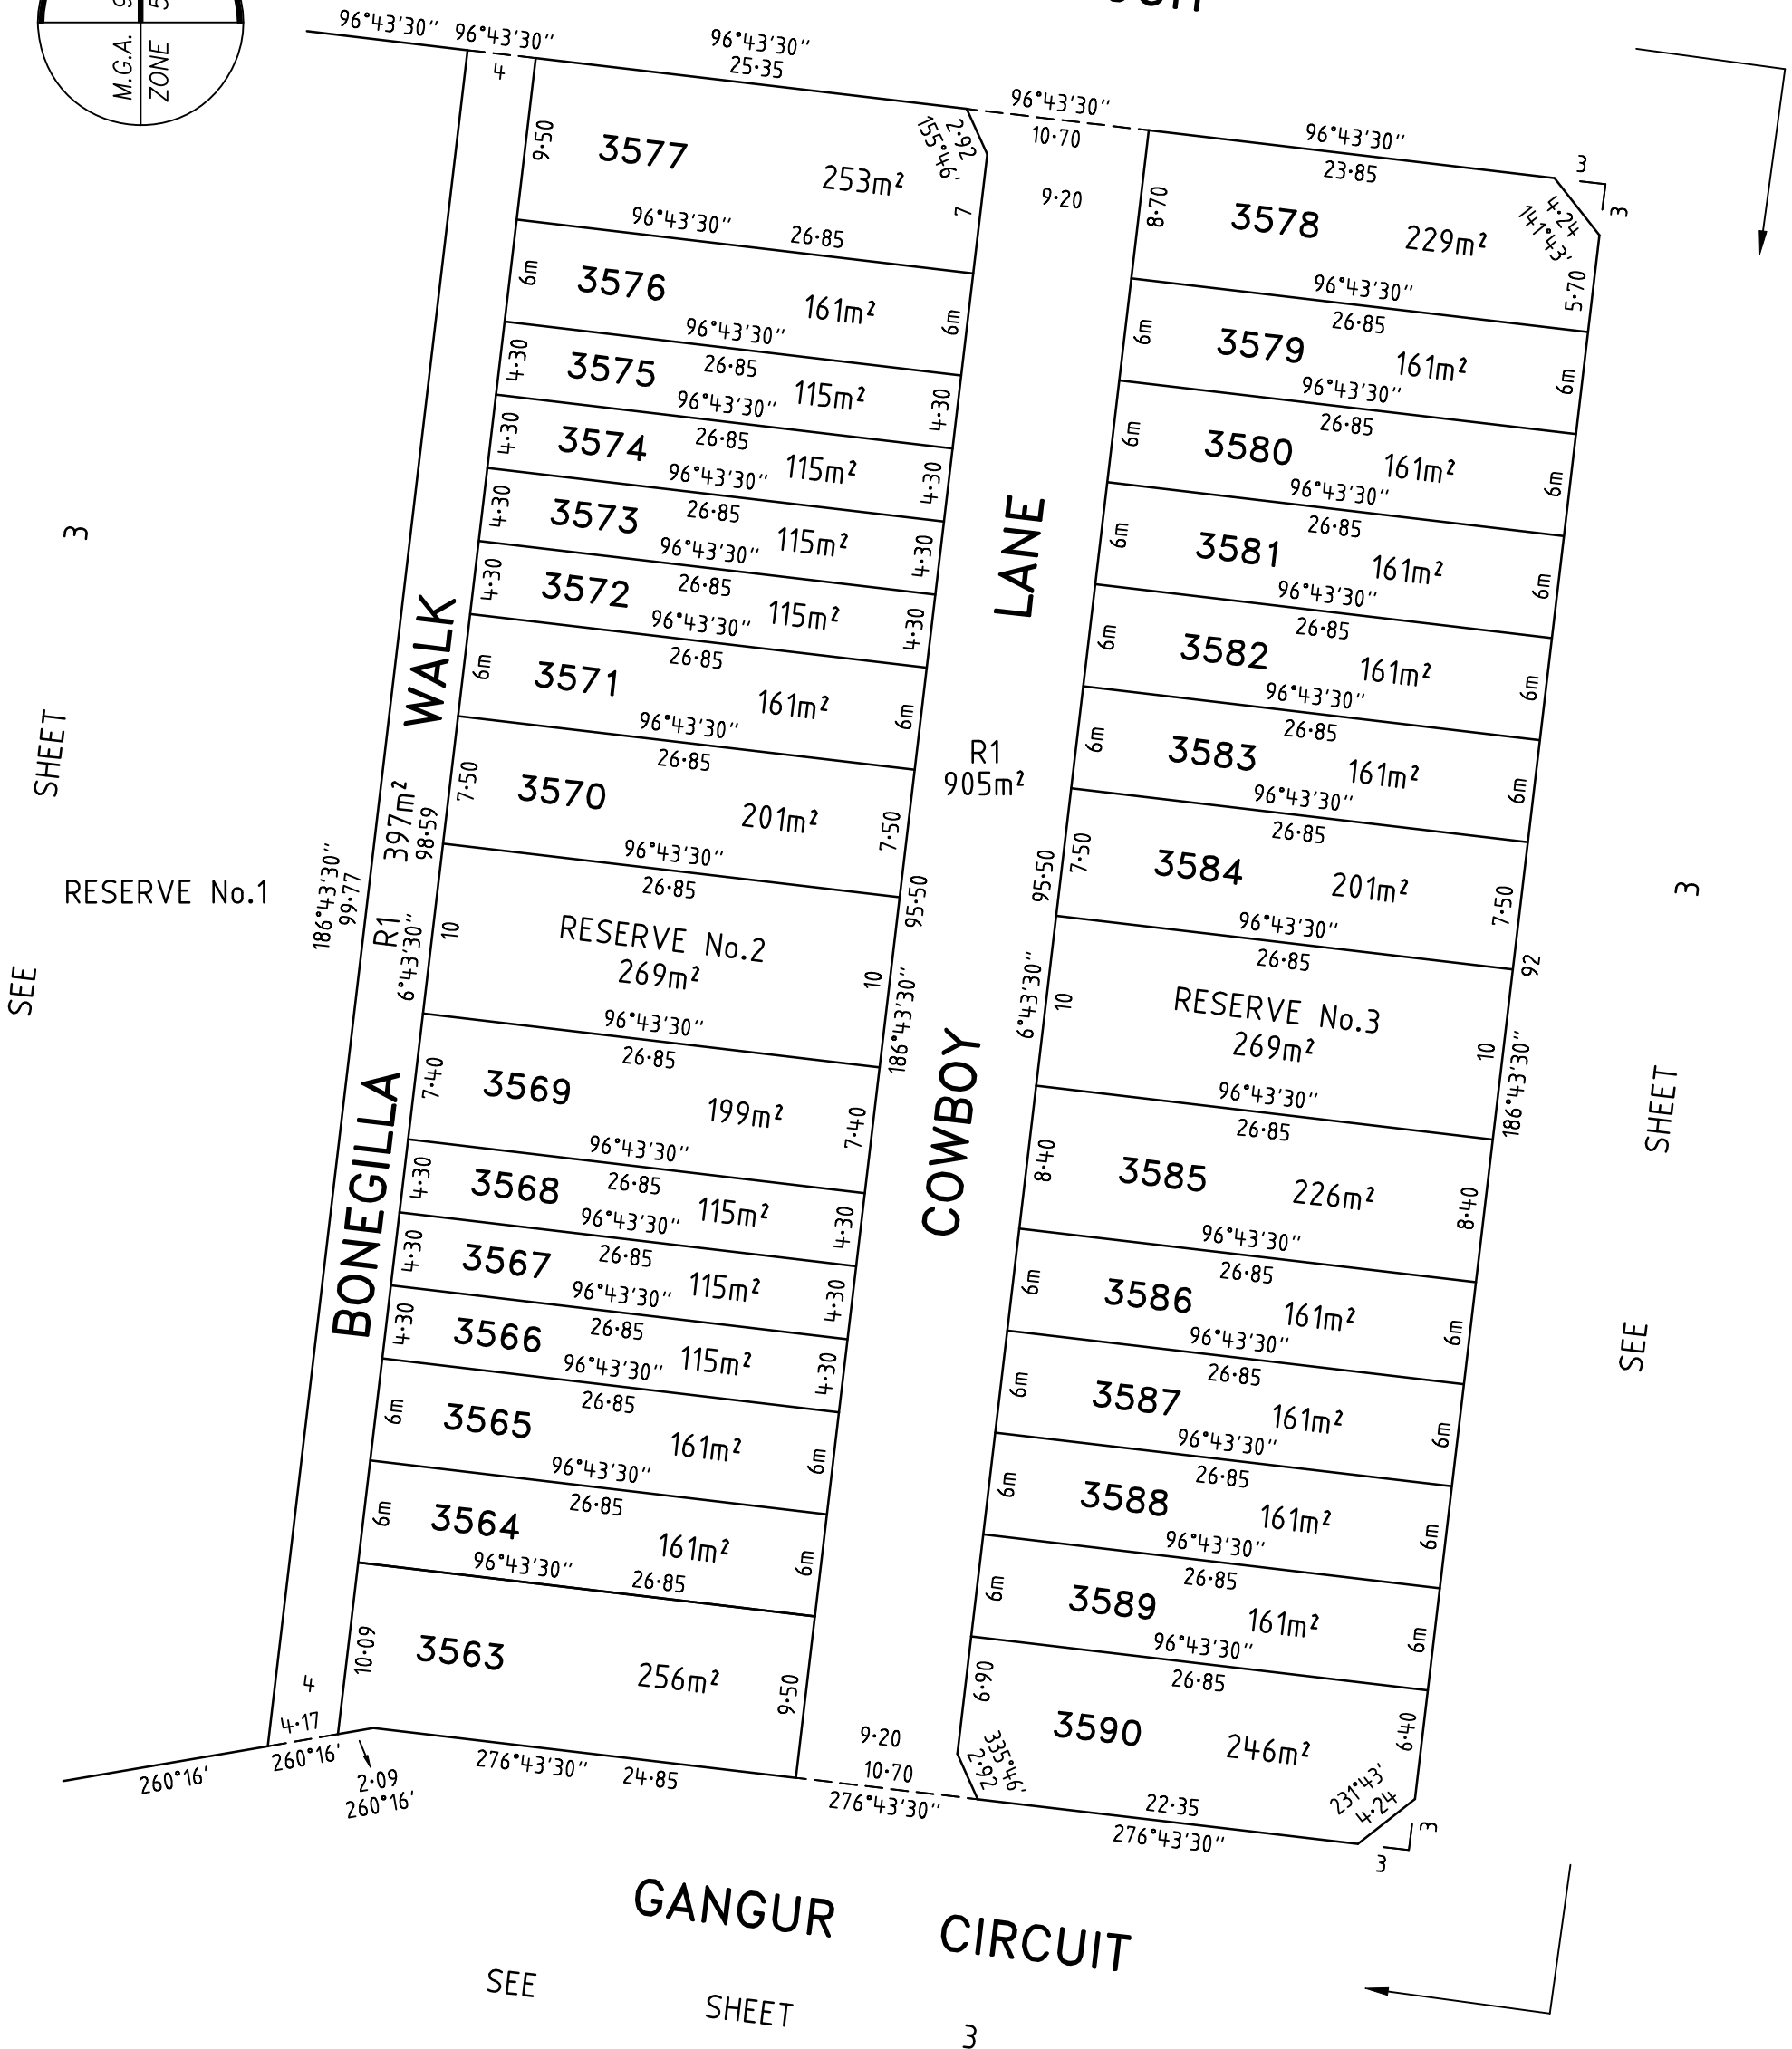 M.G.A. 9
ZONE 5
96°43'30'' 96°43'30'' 96°43'30''
4 25·35
96°43'30''
10·70
9·20
96°43'30''
23·85
3
3
9·50 3577 253m² 2·92 155°46' 7
96°43'30'' 26·85
6m 3576 161m² 6m
96°43'30''
26·85
4·30 3575 115m² 4·30
96°43'30''
26·85
4·30 3574 115m² 4·30
96°43'30''
26·85
4·30 3573 115m² 4·30
96°43'30''
26·85
4·30 3572 115m² 4·30
96°43'30''
26·85
6m 3571 161m² 6m
96°43'30''
26·85
7·50 3570 201m² 7·50
96°43'30''
26·85
10 RESERVE No.2 10
269m²
96°43'30''
26·85
7·40 3569 199m² 7·40
96°43'30''
26·85
4·30 3568 115m² 4·30
96°43'30''
26·85
4·30 3567 115m² 4·30
96°43'30''
26·85
4·30 3566 115m² 4·30
96°43'30''
26·85
6m 3565 161m² 6m
96°43'30''
26·85
6m 3564 161m² 6m
96°43'30'' 26·85
10·09 3563 256m² 9·50
8·70 3578 229m² 4·24 141°43' 5·70
96°43'30''
26·85
6m 3579 161m² 6m
96°43'30''
26·85
6m 3580 161m² 6m
96°43'30''
26·85
6m 3581 161m² 6m
96°43'30''
26·85
6m 3582 161m² 6m
96°43'30''
26·85
6m 3583 161m² 6m
96°43'30''
26·85
7·50 3584 201m² 7·50
96°43'30''
26·85
10 RESERVE No.3 10
269m²
96°43'30''
26·85
8·40 3585 226m² 8·40
96°43'30''
26·85
6m 3586 161m² 6m
96°43'30''
26·85
6m 3587 161m² 6m
96°43'30''
26·85
6m 3588 161m² 6m
96°43'30''
26·85
6m 3589 161m² 6m
96°43'30''
26·85
6·90 3590 246m² 6·40
335°46'
2·92
231°43'
4·24
3
3
22·35
276°43'30''
BONEGILLA WALK
R1 397m²
6°43'30'' 98·59
186°43'30''
99·77
RESERVE No.1
SEE SHEET 3
COWBOY LANE
R1
905m²
186°43'30'' 95·50
6°43'30'' 95·50
186°43'30'' 92
SEE SHEET 3
4
4·17
260°16' 260°16'
2·09
260°16'
276°43'30'' 24·85
9·20
10·70
276°43'30''
GANGUR CIRCUIT
SEE SHEET 3